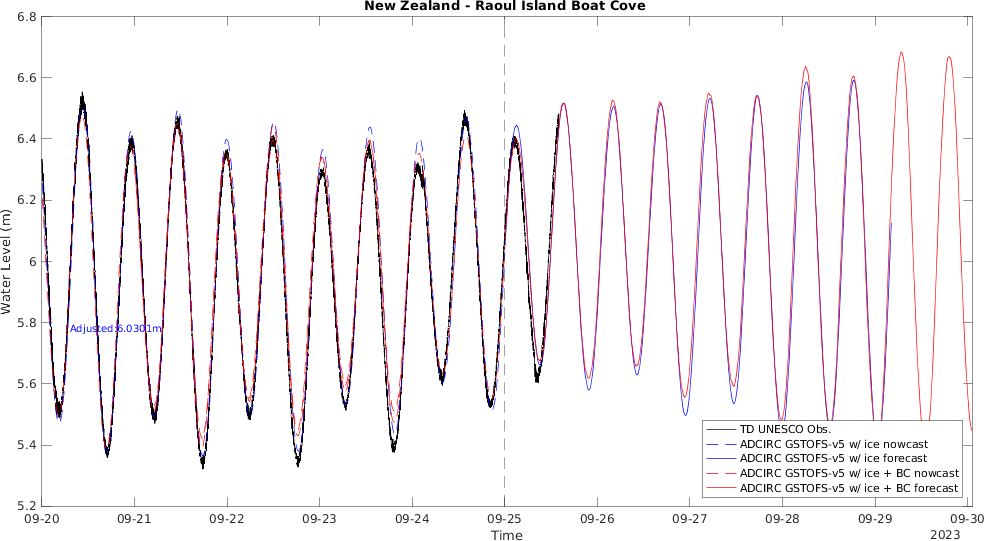 New Zealand - Raoul Island Boat Cove
6.8
6.6
6.4
6.2
6
5.8
5.6
5.4
5.2
Water Level (m)
Adjusted:6.0301m
TD UNESCO Obs.
ADCIRC GSTOFS-v5 w/ ice nowcast
ADCIRC GSTOFS-v5 w/ ice forecast
ADCIRC GSTOFS-v5 w/ ice + BC nowcast
ADCIRC GSTOFS-v5 w/ ice + BC forecast
09-20 09-21 09-22 09-23 09-24 09-25 09-26 09-27 09-28 09-29 09-30
Time
2023